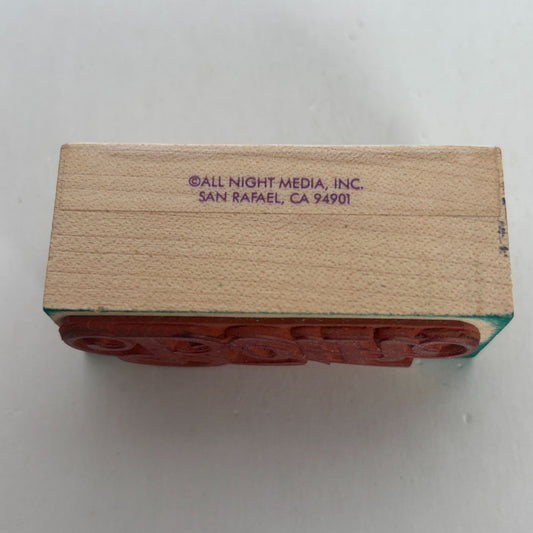 ©ALL NIGHT MEDIA, INC.
SAN RAFAEL, CA 94901